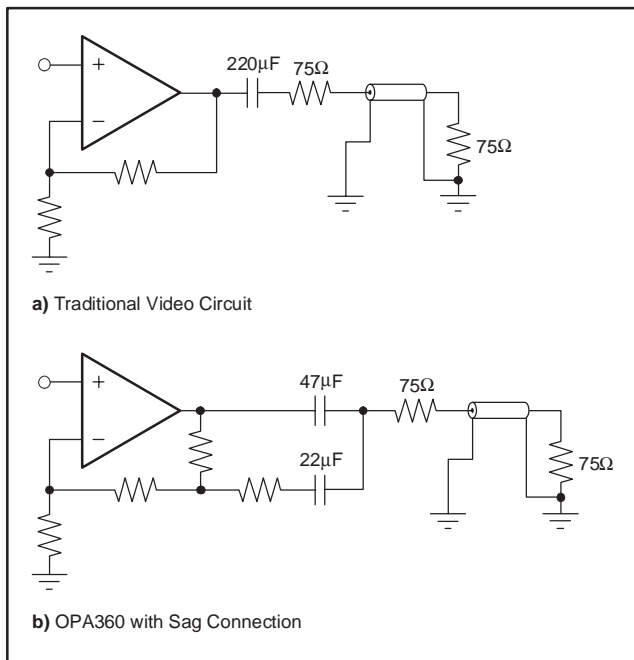 +
220μF
75Ω
−
75Ω
a) Traditional Video Circuit
+
47μF
75Ω
−
22μF
75Ω
b) OPA360 with Sag Connection